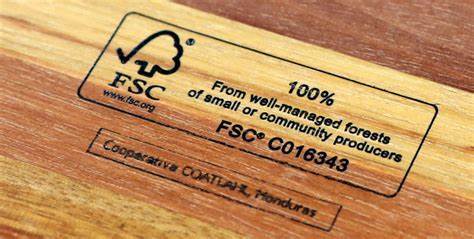 FSC®
www.fsc.org
100%
From well-managed forests
of small or community producers
FSC® C016343
Cooperativa COATLAHL, Honduras